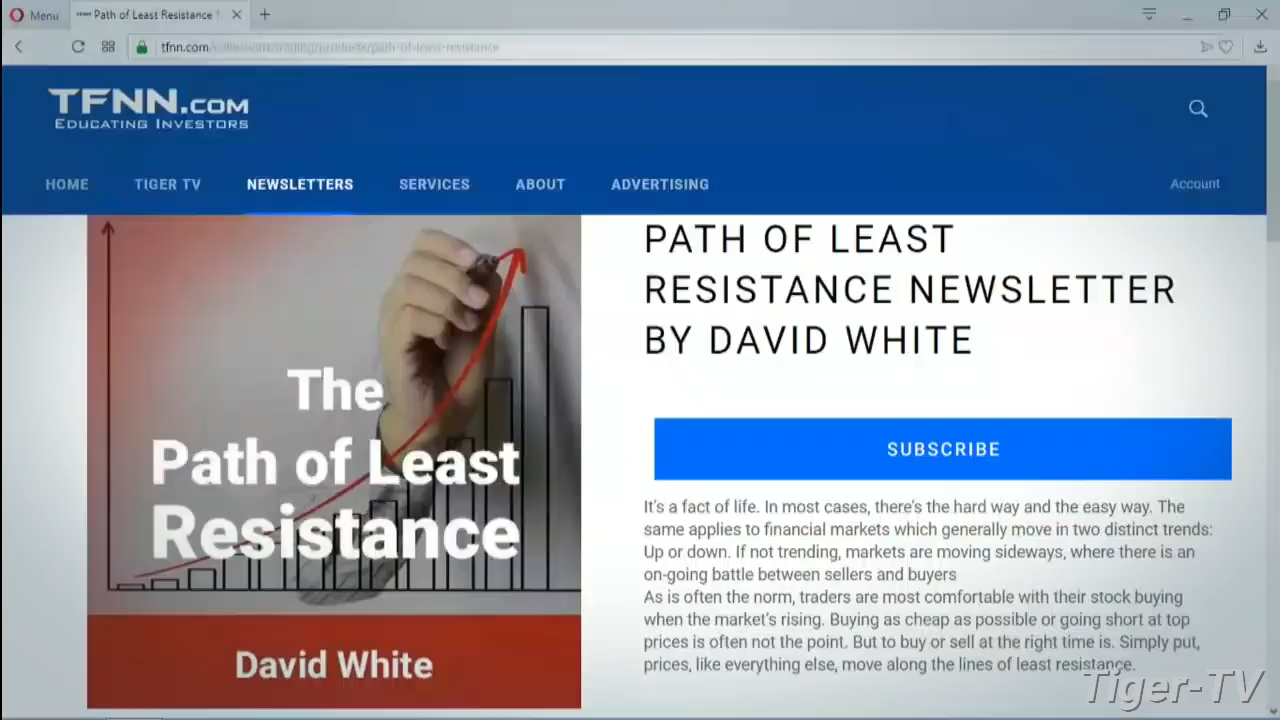 Menu
Path of Least Resistance
tfnn.com/collections/trading/products/path-of-least-resistance
TFNN.COM
EDUCATING INVESTORS
HOME
TIGER TV
NEWSLETTERS
SERVICES
ABOUT
ADVERTISING
Account
The
Path of Least
Resistance
David White
PATH OF LEAST
RESISTANCE NEWSLETTER
BY DAVID WHITE
SUBSCRIBE
It's a fact of life. In most cases, there's the hard way and the easy way. The
same applies to financial markets which generally move in two distinct trends:
Up or down. If not trending, markets are moving sideways, where there is an
on-going battle between sellers and buyers
As is often the norm, traders are most comfortable with their stock buying
when the market's rising. Buying as cheap as possible or going short at top
prices is often not the point. But to buy or sell at the right time is. Simply put,
prices, like everything else, move along the lines of least resistance.
Tiger-TV